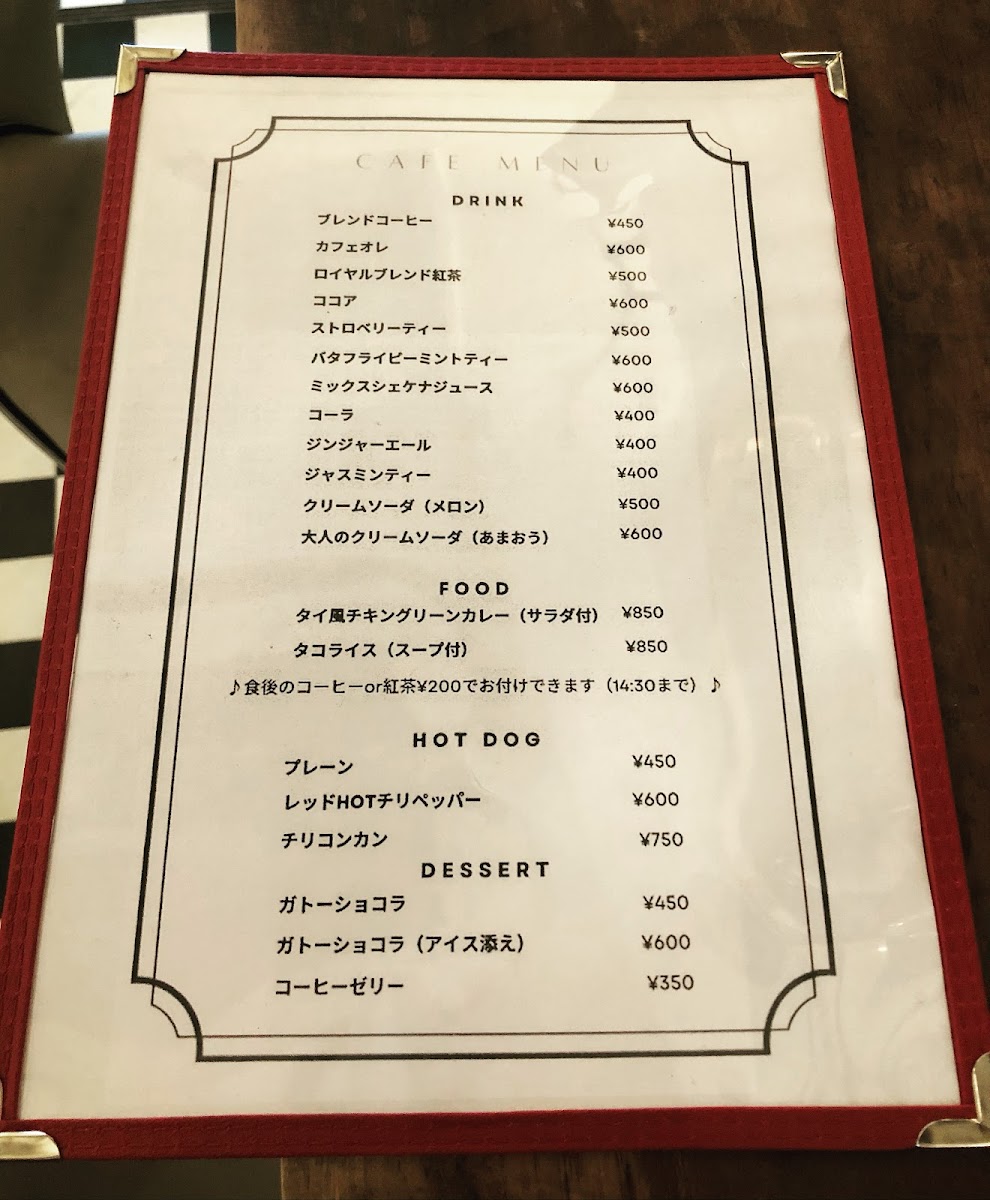 CAFE MENU
DRINK
ブレンドコーヒー ¥450
カフェオレ ¥600
ロイヤルブレンド紅茶 ¥500
ココア ¥600
ストロベリーティー ¥500
バタフライピーミントティー ¥600
ミックスシェケナジュース ¥600
コーラ ¥400
ジンジャーエール ¥400
ジャスミンティー ¥400
クリームソーダ（メロン） ¥500
大人のクリームソーダ（あまおう） ¥600
FOOD
タイ風チキングリーンカレー（サラダ付） ¥850
タコライス（スープ付） ¥850
♪食後のコーヒーor紅茶¥200でお付けできます（14:30まで）♪
HOT DOG
プレーン ¥450
レッドHOTチリペッパー ¥600
チリコンカン ¥750
DESSERT
ガトーショコラ ¥450
ガトーショコラ（アイス添え） ¥600
コーヒーゼリー ¥350